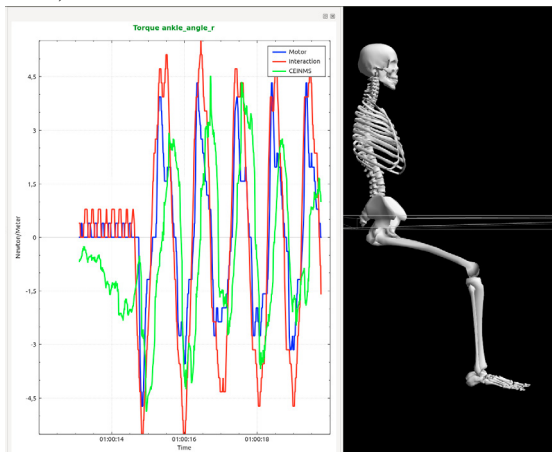 Torque ankle_angle_r
Motor
Interaction
CEINMS
4,5
3
1,5
0
-1,5
-3
-4,5
Newton/Meter
01:00:14
01:00:16
01:00:18
Time